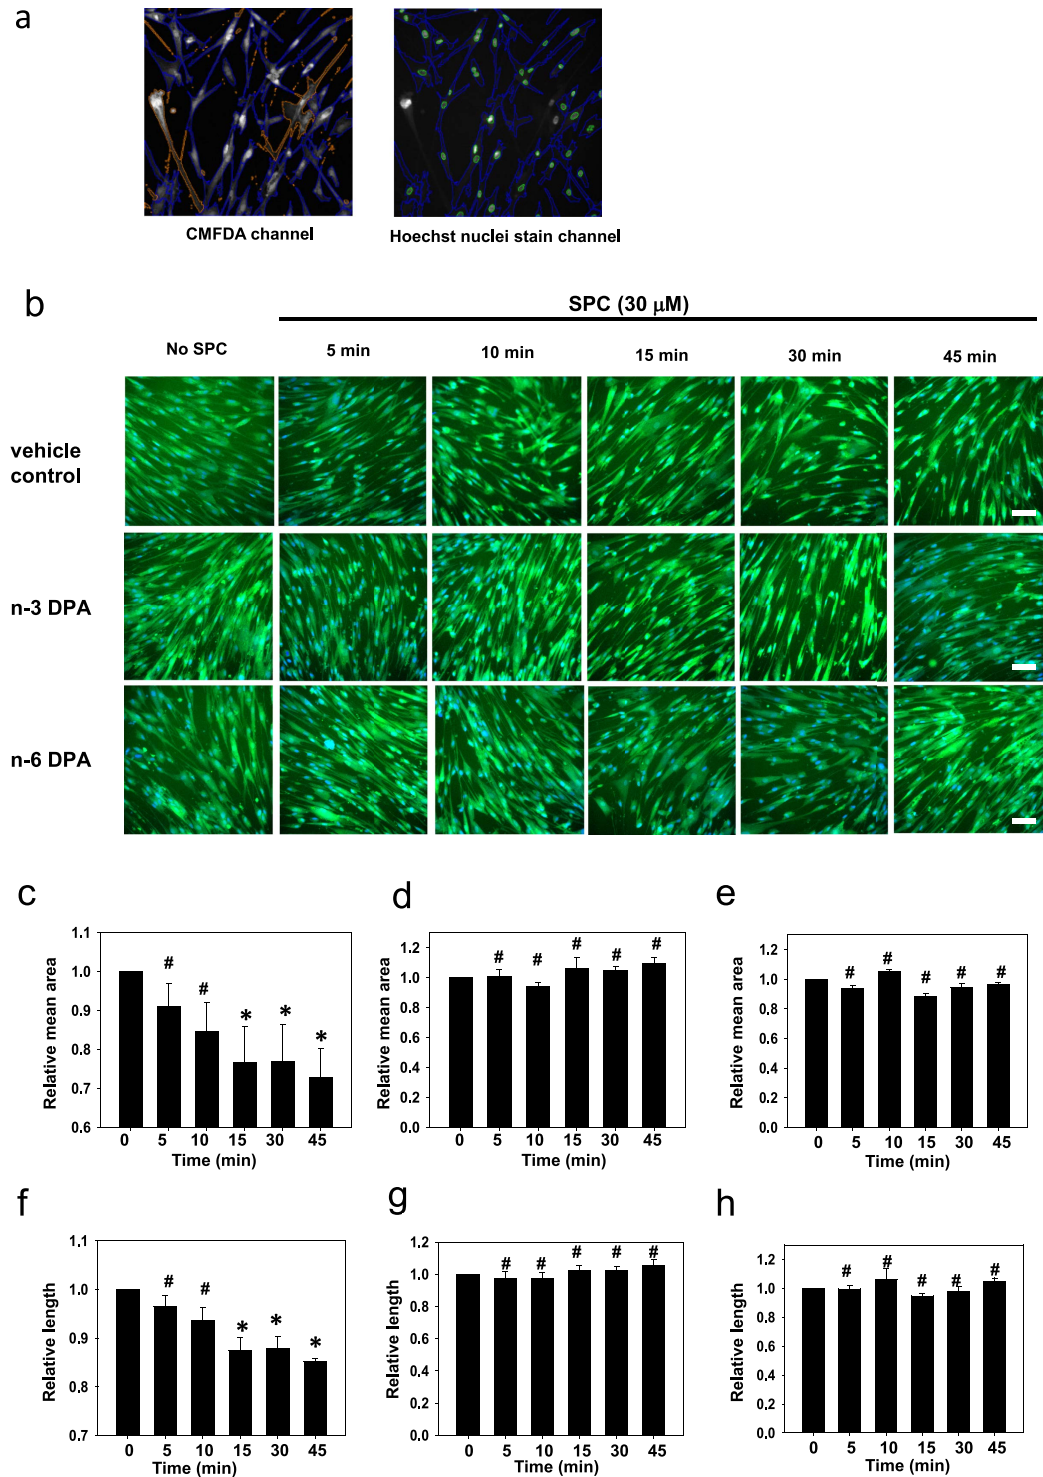 a
CMFDA channel
Hoechst nuclei stain channel
b
SPC (30 μM)
No SPC
5 min
10 min
15 min
30 min
45 min
vehicle
control
n-3 DPA
n-6 DPA
c
Relative mean area
1.1
1.0
0.9
0.8
0.7
0.6
# # * * *
0 5 10 15 30 45
Time (min)
d
Relative mean area
1.2
1.0
0.8
0.6
0.4
0.2
0.0
# # # # #
0 5 10 15 30 45
Time (min)
e
Relative mean area
1.2
1.0
0.8
0.6
0.4
0.2
0.0
# # # # #
0 5 10 15 30 45
Time (min)
f
Relative length
1.1
1.0
0.9
0.8
0.7
# # * * *
0 5 10 15 30 45
Time (min)
g
Relative length
1.2
1.0
0.8
0.6
0.4
0.2
0.0
# # # # #
0 5 10 15 30 45
Time (min)
h
Relative length
1.2
1.0
0.8
0.6
0.4
0.2
0.0
# # # # #
0 5 10 15 30 45
Time (min)